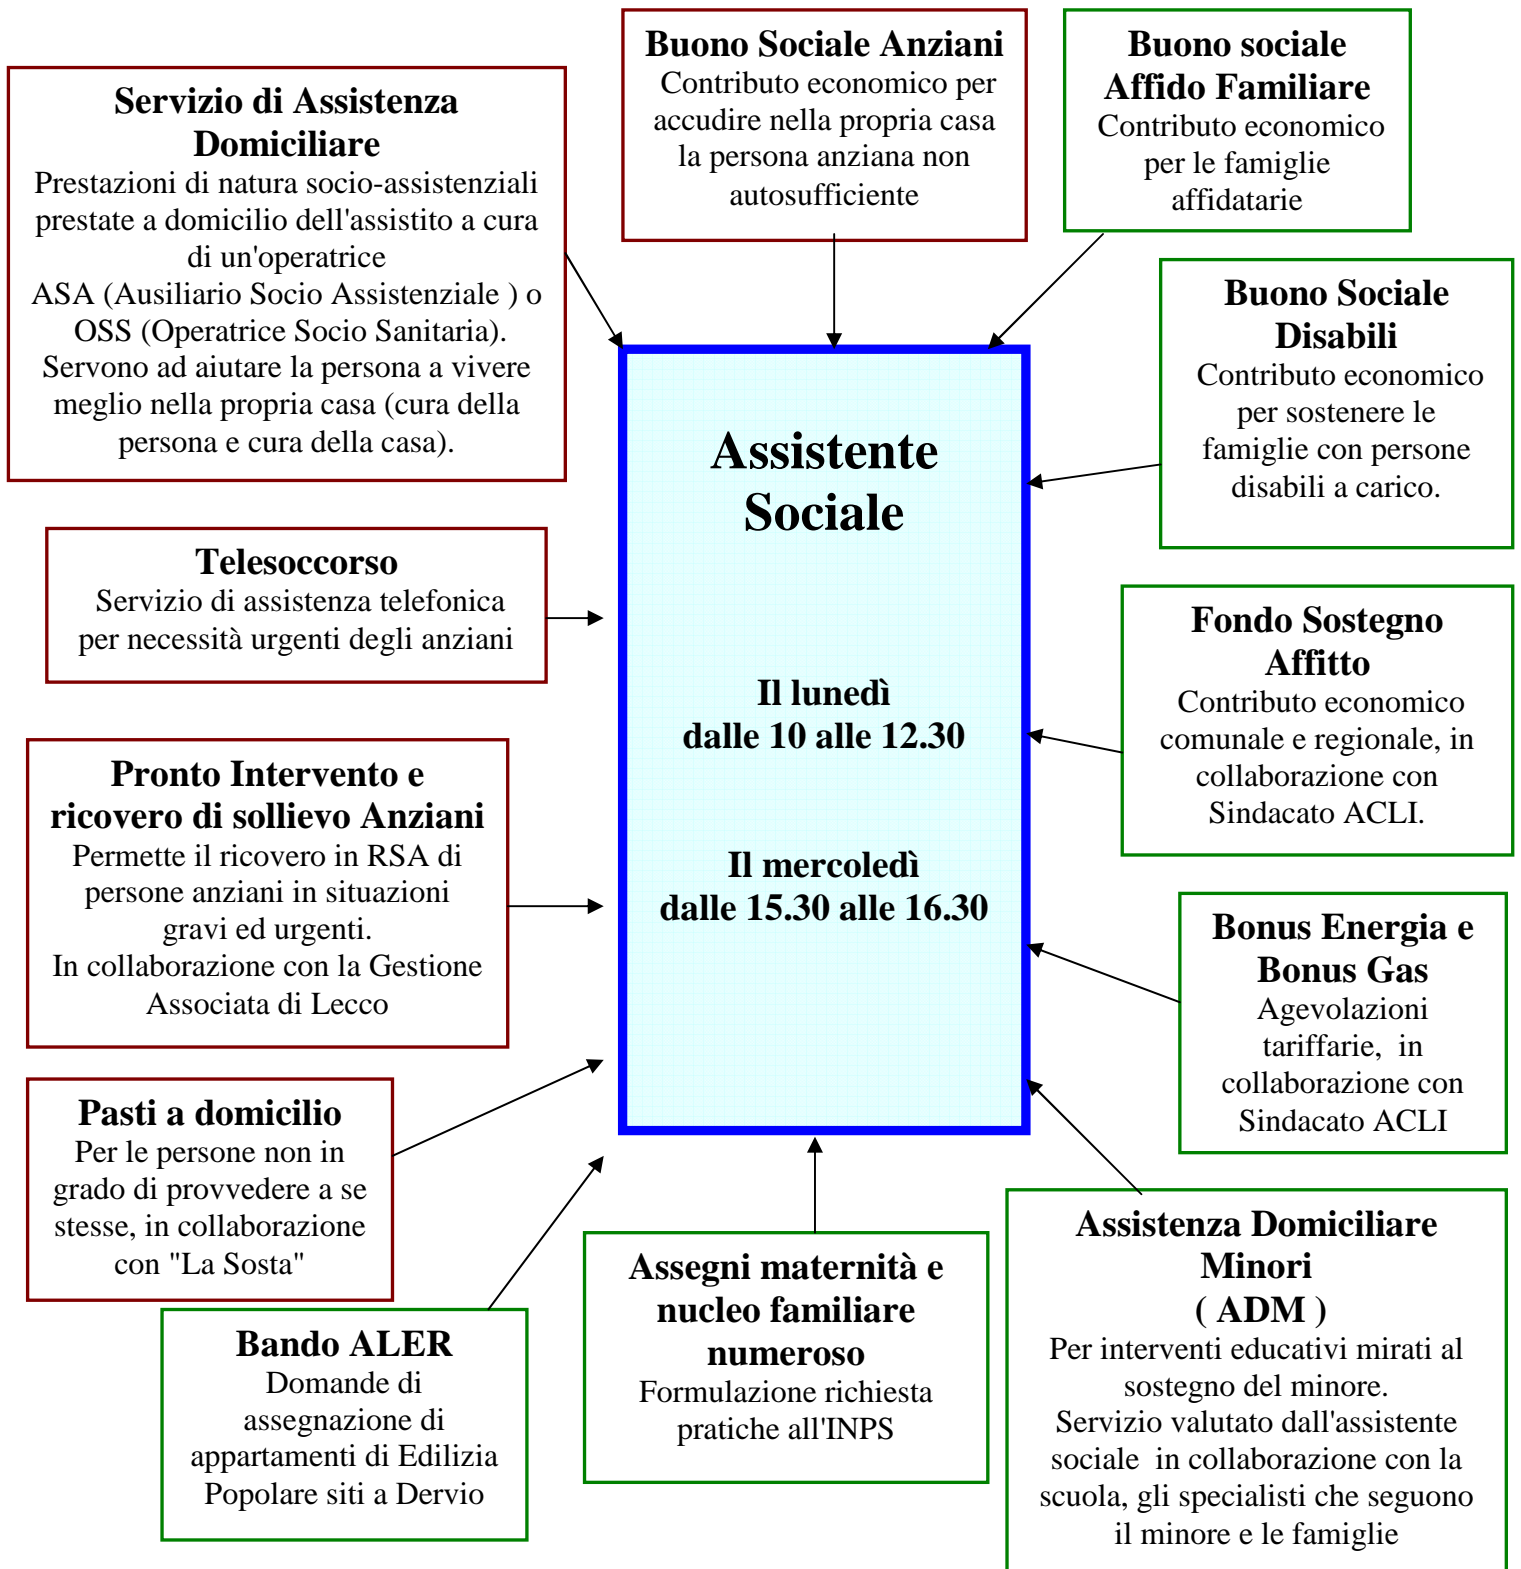 Servizio di Assistenza
Domiciliare
Prestazioni di natura socio-assistenziali
prestate a domicilio dell'assistito a cura
di un'operatrice
ASA (Ausiliario Socio Assistenziale ) o
OSS (Operatrice Socio Sanitaria).
Servono ad aiutare la persona a vivere
meglio nella propria casa (cura della
persona e cura della casa).
Buono Sociale Anziani
Contributo economico per
accudire nella propria casa
la persona anziana non
autosufficiente
Buono sociale
Affido Familiare
Contributo economico
per le famiglie
affidatarie
Buono Sociale
Disabili
Contributo economico
per sostenere le
famiglie con persone
disabili a carico.
Assistente
Sociale
Il lunedì
dalle 10 alle 12.30
Il mercoledì
dalle 15.30 alle 16.30
Telesoccorso
Servizio di assistenza telefonica
per necessità urgenti degli anziani
Fondo Sostegno
Affitto
Contributo economico
comunale e regionale, in
collaborazione con
Sindacato ACLI.
Pronto Intervento e
ricovero di sollievo Anziani
Permette il ricovero in RSA di
persone anziani in situazioni
gravi ed urgenti.
In collaborazione con la Gestione
Associata di Lecco
Bonus Energia e
Bonus Gas
Agevolazioni
tariffarie, in
collaborazione con
Sindacato ACLI
Pasti a domicilio
Per le persone non in
grado di provvedere a se
stesse, in collaborazione
con "La Sosta"
Bando ALER
Domande di
assegnazione di
appartamenti di Edilizia
Popolare siti a Dervio
Assegni maternità e
nucleo familiare
numeroso
Formulazione richiesta
pratiche all'INPS
Assistenza Domiciliare
Minori
( ADM )
Per interventi educativi mirati al
sostegno del minore.
Servizio valutato dall'assistente
sociale in collaborazione con la
scuola, gli specialisti che seguono
il minore e le famiglie